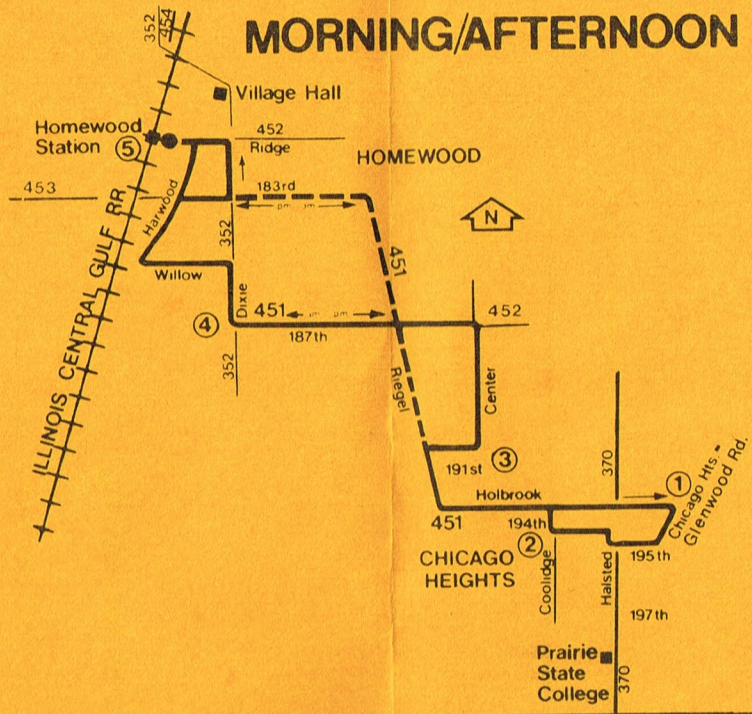 MORNING/AFTERNOON
352
454
Village Hall
Homewood
Station
5
452
Ridge
HOMEWOOD
453
183rd
N
Harwood
352
451
ILLINOIS CENTRAL GULF RR
Willow
Dixie
451
452
4
187th
352
Riegel
Center
370
191st
3
1
Chicago Hts. -
Glenwood Rd.
Holbrook
451
194th
2
CHICAGO
HEIGHTS
Coolidge
Halsted
195th
197th
Prairie
State
College
370